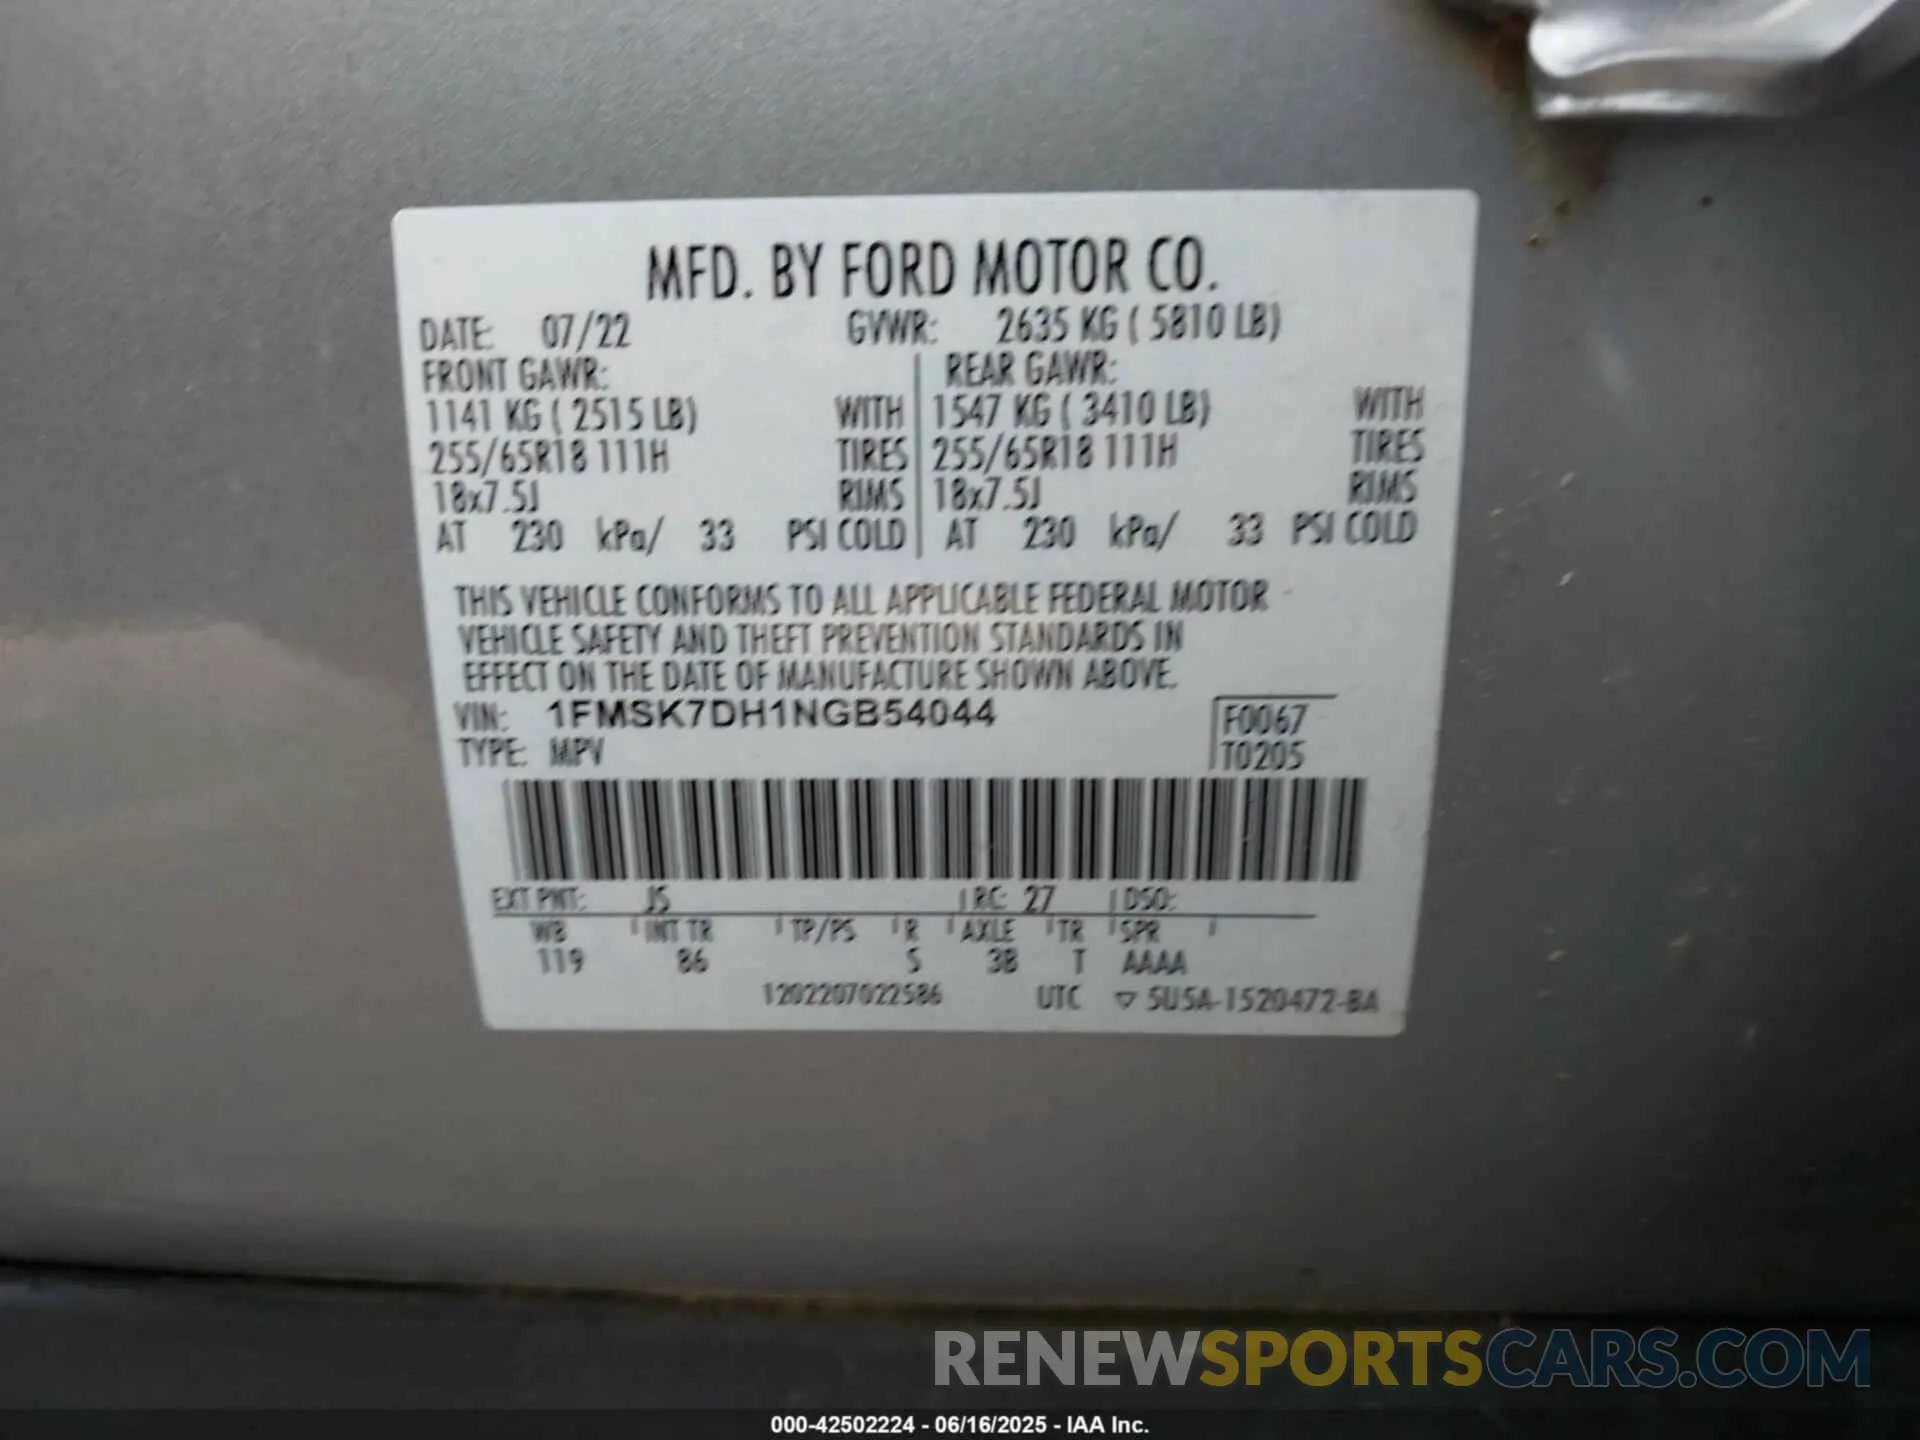 MFD. BY FORD MOTOR CO.
DATE: 07/22 GVWR: 2635 KG ( 5810 LB)
FRONT GAWR: REAR GAWR:
1141 KG ( 2515 LB) WITH 1547 KG ( 3410 LB) WITH
255/65R18 111H TIRES 255/65R18 111H TIRES
18x7.5J RIMS 18x7.5J RIMS
AT 230 kPa/ 33 PSI COLD AT 230 kPa/ 33 PSI COLD
THIS VEHICLE CONFORMS TO ALL APPLICABLE FEDERAL MOTOR
VEHICLE SAFETY AND THEFT PREVENTION STANDARDS IN
EFFECT ON THE DATE OF MANUFACTURE SHOWN ABOVE.
VIN: 1FMSK7DH1NGB54044 F0067
TYPE: MPV T0205
EXT PNT: JS RC: 27 DSO:
WB INT TR TP/PS R AXLE TR SPR
119 86 S 3B T AAAA
1202207022586 UTC ▽ 5U5A-1520472-BA
RENEWSPORTSCARS.COM
000-42502224 - 06/16/2025 - IAA Inc.